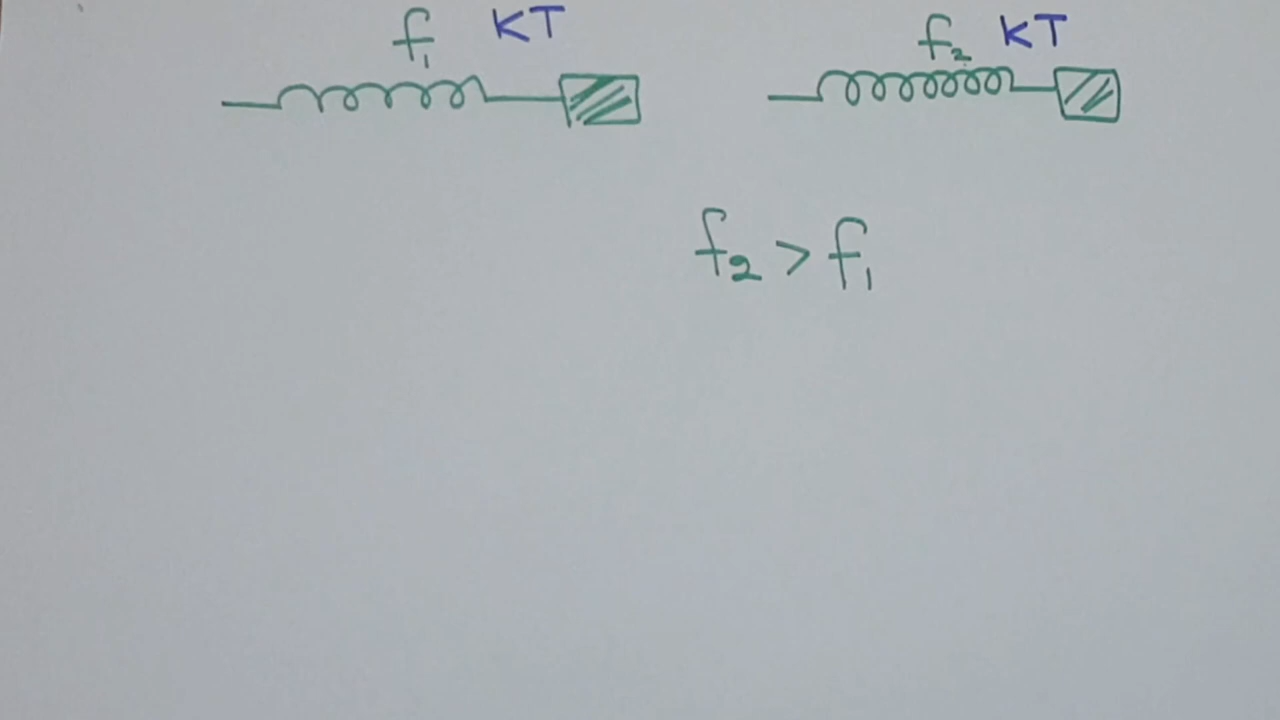 f₁ KT f₂ KT
f₂ > f₁